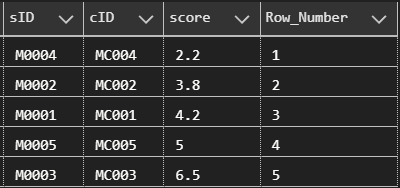 sID cID score Row_Number
M0004 MC004 2.2 1
M0002 MC002 3.8 2
M0001 MC001 4.2 3
M0005 MC005 5 4
M0003 MC003 6.5 5